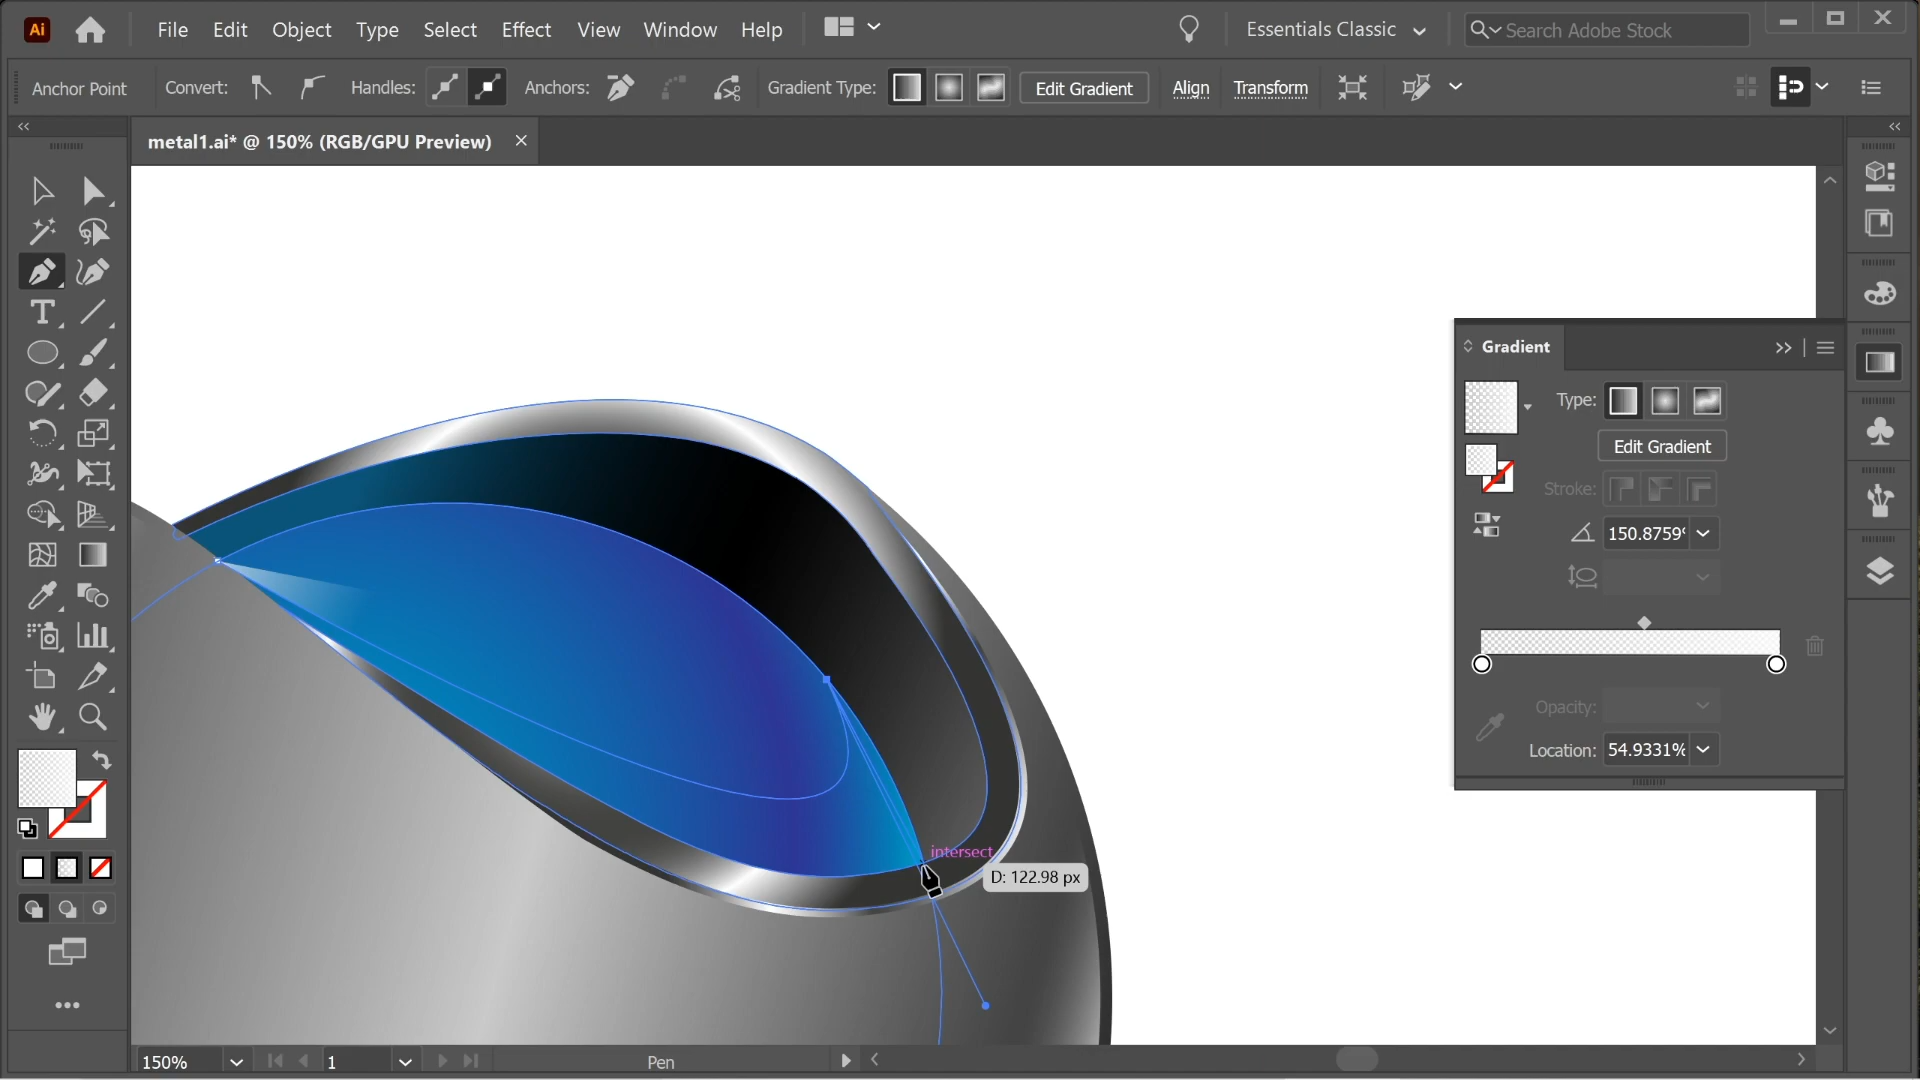 Ai File Edit Object Type Select Effect View Window Help Essentials Classic Search Adobe Stock
Anchor Point Convert: Handles: Anchors: Gradient Type: Edit Gradient Align Transform
metal1.ai* @ 150% (RGB/GPU Preview)
Gradient
Type:
Edit Gradient
Stroke:
150.8759°
Opacity:
Location: 54.9331%
intersect
D: 122.98 px
150% 1 Pen